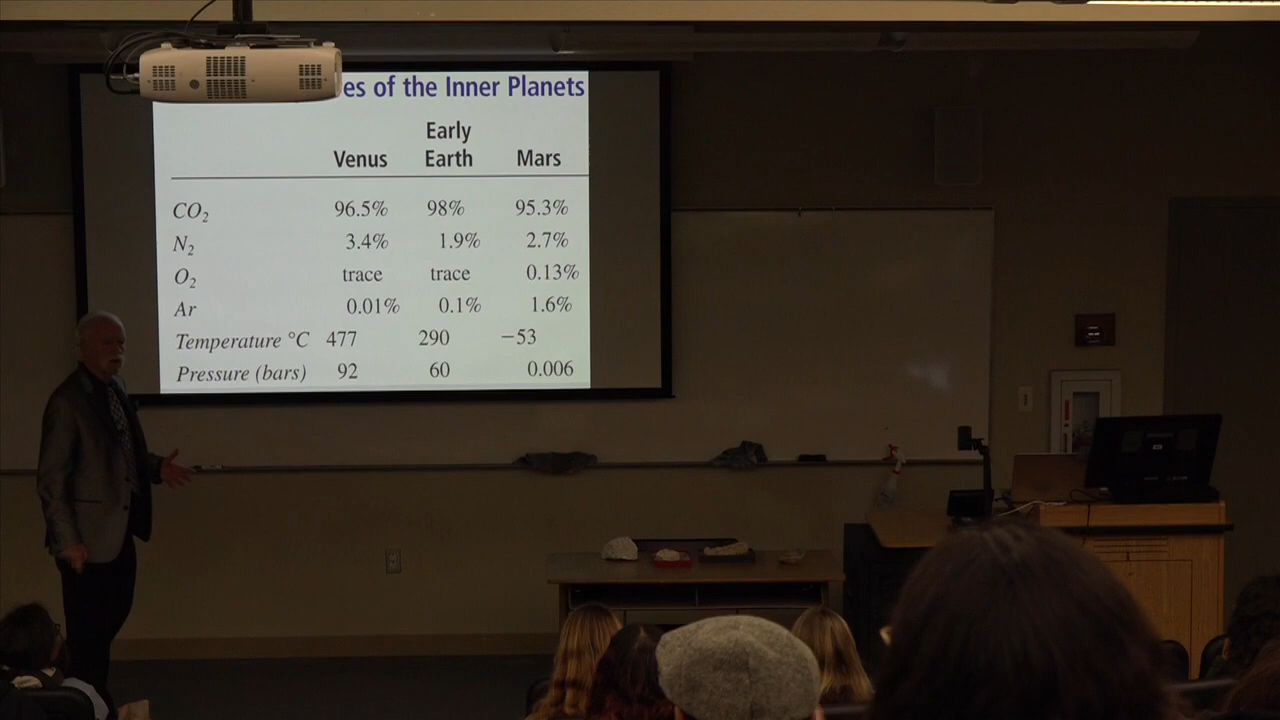 es of the Inner Planets
Early
Venus Earth Mars
CO₂ 96.5% 98% 95.3%
N₂ 3.4% 1.9% 2.7%
O₂ trace trace 0.13%
Ar 0.01% 0.1% 1.6%
Temperature °C 477 290 −53
Pressure (bars) 92 60 0.006